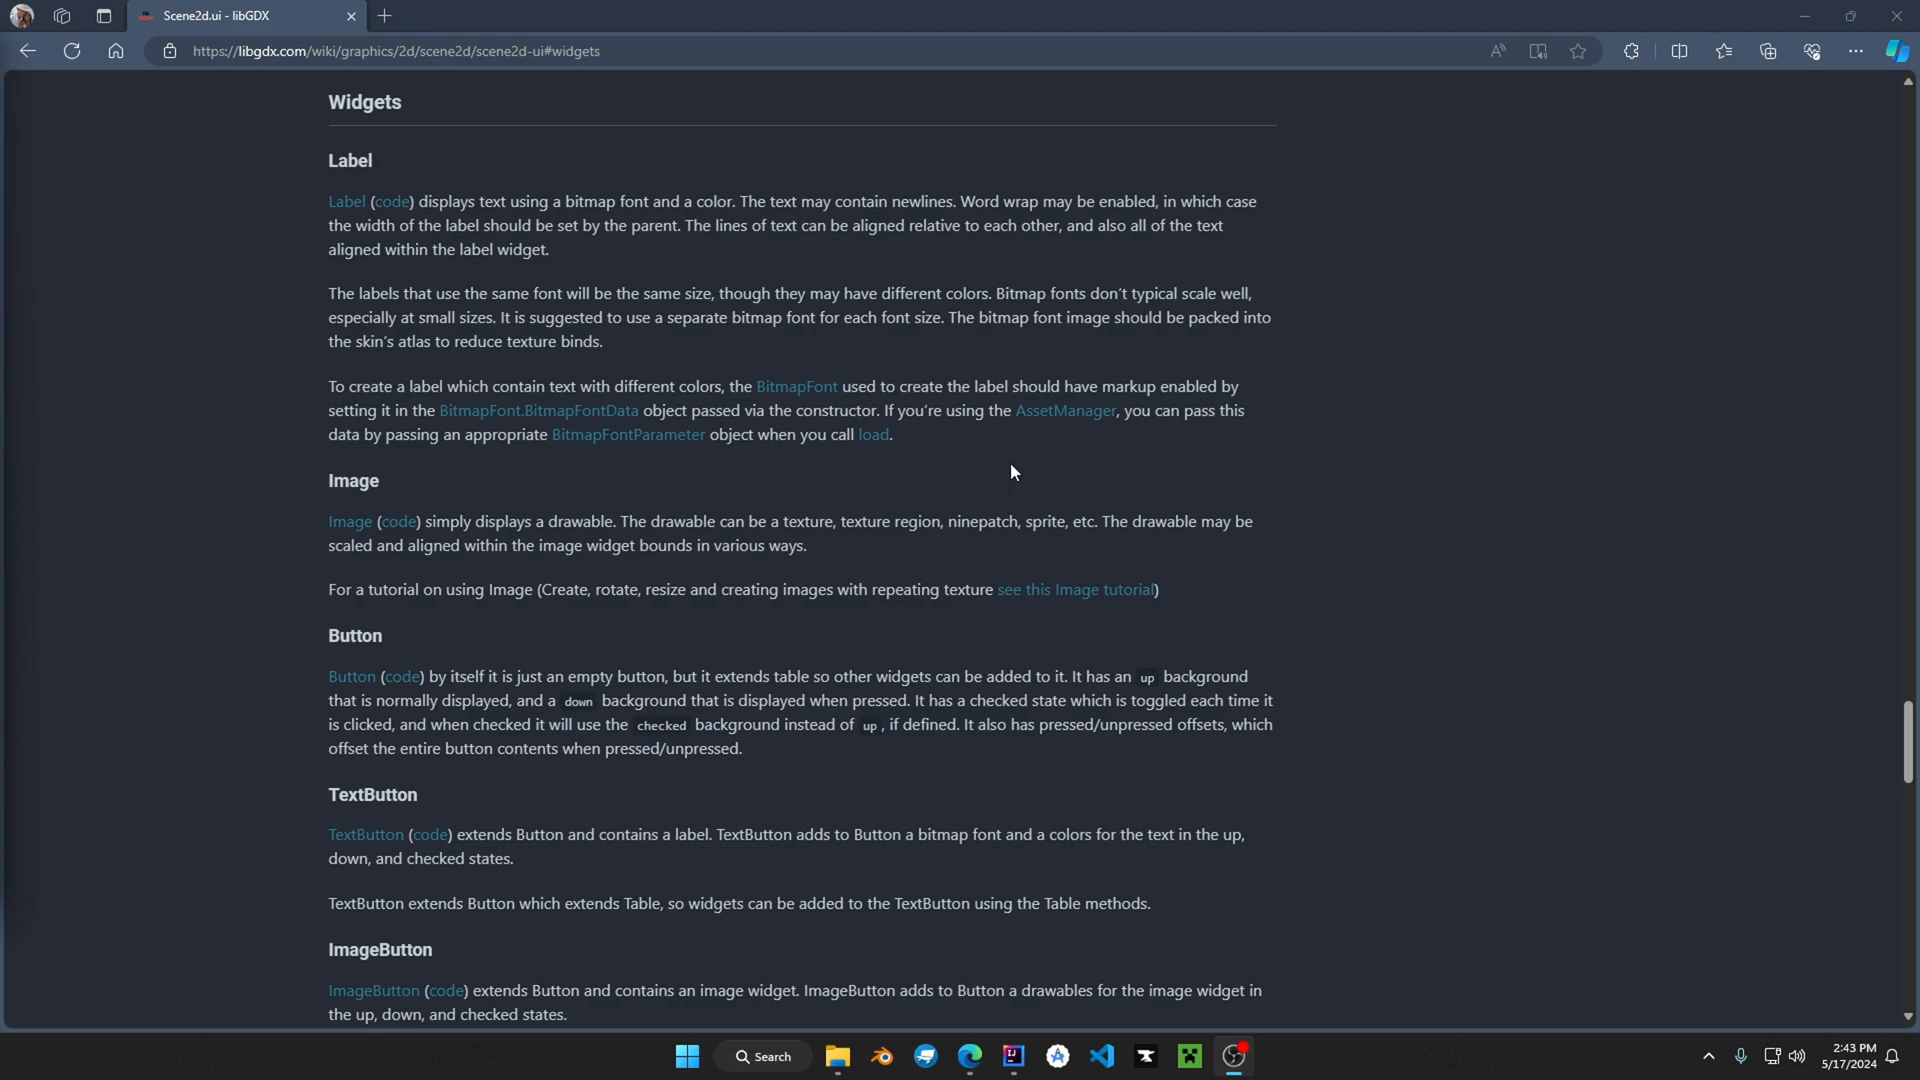 Scene2d.ui - libGDX
https://libgdx.com/wiki/graphics/2d/scene2d/scene2d-ui#widgets
Widgets
Label
Label (code) displays text using a bitmap font and a color. The text may contain newlines. Word wrap may be enabled, in which case
the width of the label should be set by the parent. The lines of text can be aligned relative to each other, and also all of the text
aligned within the label widget.
The labels that use the same font will be the same size, though they may have different colors. Bitmap fonts don't typical scale well,
especially at small sizes. It is suggested to use a separate bitmap font for each font size. The bitmap font image should be packed into
the skin's atlas to reduce texture binds.
To create a label which contain text with different colors, the BitmapFont used to create the label should have markup enabled by
setting it in the BitmapFont.BitmapFontData object passed via the constructor. If you're using the AssetManager, you can pass this
data by passing an appropriate BitmapFontParameter object when you call load.
Image
Image (code) simply displays a drawable. The drawable can be a texture, texture region, ninepatch, sprite, etc. The drawable may be
scaled and aligned within the image widget bounds in various ways.
For a tutorial on using Image (Create, rotate, resize and creating images with repeating texture see this Image tutorial)
Button
Button (code) by itself it is just an empty button, but it extends table so other widgets can be added to it. It has an up background
that is normally displayed, and a down background that is displayed when pressed. It has a checked state which is toggled each time it
is clicked, and when checked it will use the checked background instead of up, if defined. It also has pressed/unpressed offsets, which
offset the entire button contents when pressed/unpressed.
TextButton
TextButton (code) extends Button and contains a label. TextButton adds to Button a bitmap font and a colors for the text in the up,
down, and checked states.
TextButton extends Button which extends Table, so widgets can be added to the TextButton using the Table methods.
ImageButton
ImageButton (code) extends Button and contains an image widget. ImageButton adds to Button a drawables for the image widget in
the up, down, and checked states.
Search
2:43 PM
5/17/2024